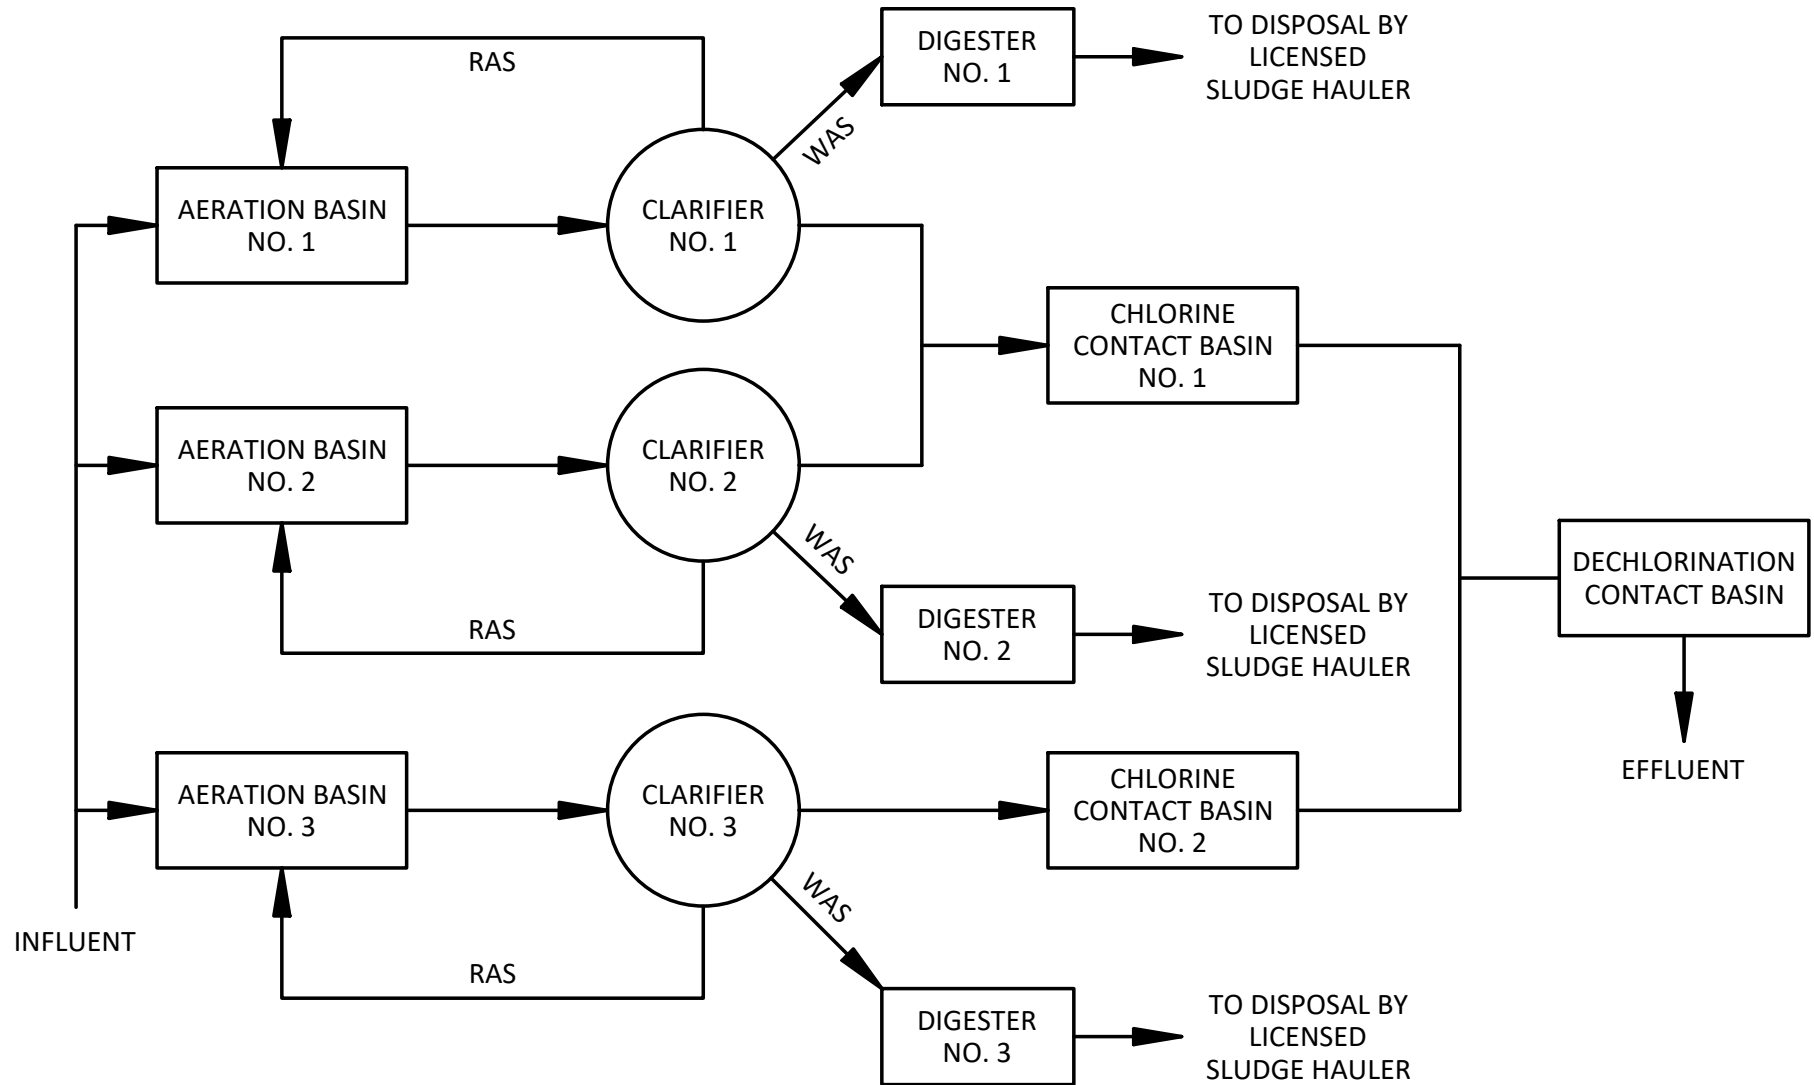 RAS
DIGESTER
NO. 1
TO DISPOSAL BY
LICENSED
SLUDGE HAULER
WAS
AERATION BASIN
NO. 1
CLARIFIER
NO. 1
CHLORINE
CONTACT BASIN
NO. 1
AERATION BASIN
NO. 2
CLARIFIER
NO. 2
WAS
RAS
DIGESTER
NO. 2
TO DISPOSAL BY
LICENSED
SLUDGE HAULER
DECHLORINATION
CONTACT BASIN
EFFLUENT
AERATION BASIN
NO. 3
CLARIFIER
NO. 3
CHLORINE
CONTACT BASIN
NO. 2
WAS
INFLUENT
RAS
DIGESTER
NO. 3
TO DISPOSAL BY
LICENSED
SLUDGE HAULER